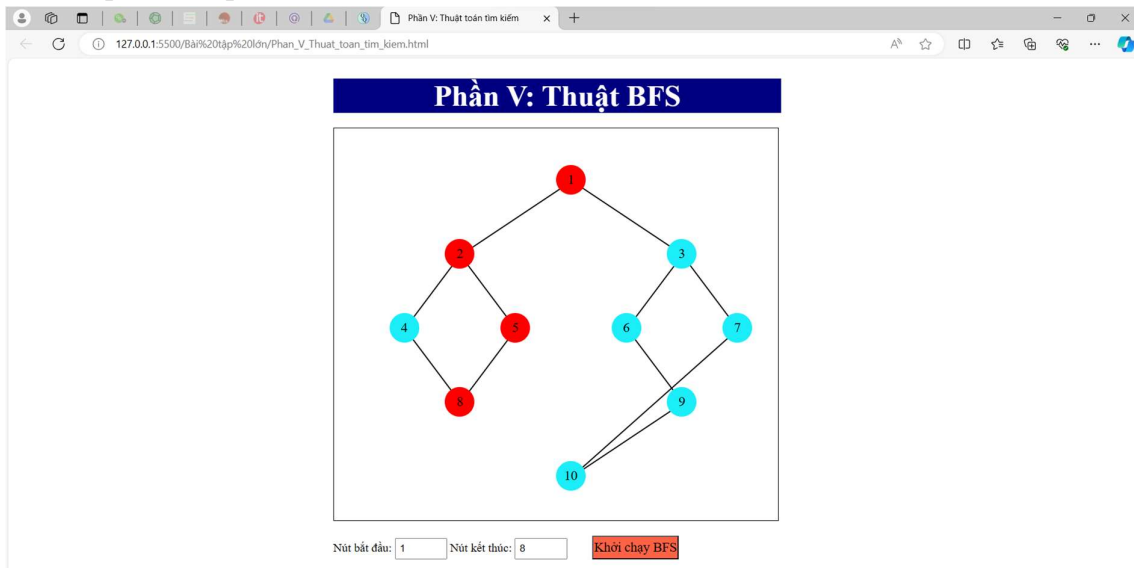 Phần V: Thuật toán tìm kiếm
127.0.0.1:5500/Bài%20tập%20lớn/Phan_V_Thuat_toan_tim_kiem.html
Phần V: Thuật BFS
1
2
3
4
5
6
7
8
9
10
Nút bắt đầu: 1 Nút kết thúc: 8 Khởi chạy BFS